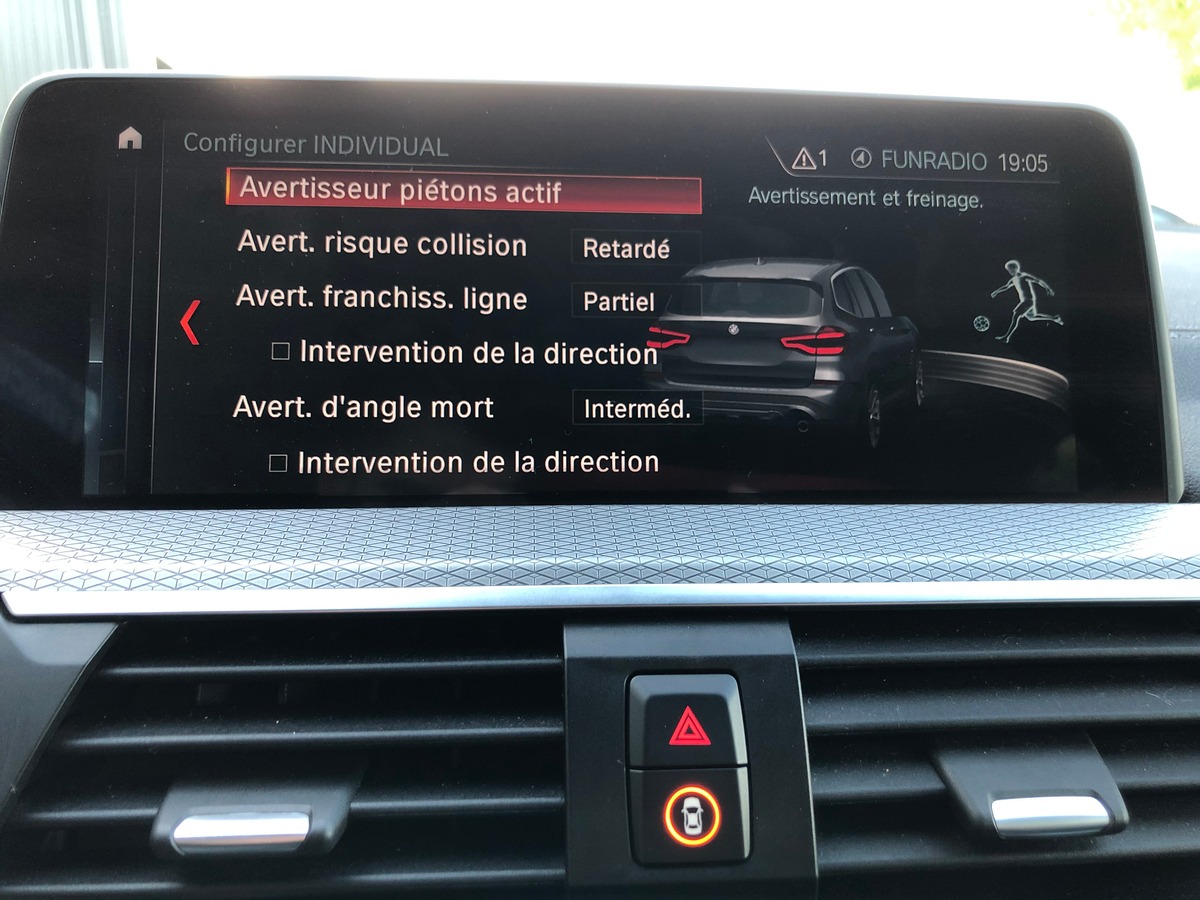 Configurer INDIVIDUAL
1 FUNRADIO 19:05
Avertisseur piétons actif
Avertissement et freinage.
Avert. risque collision Retardé
Avert. franchiss. ligne Partiel
Intervention de la direction
Avert. d'angle mort Interméd.
Intervention de la direction